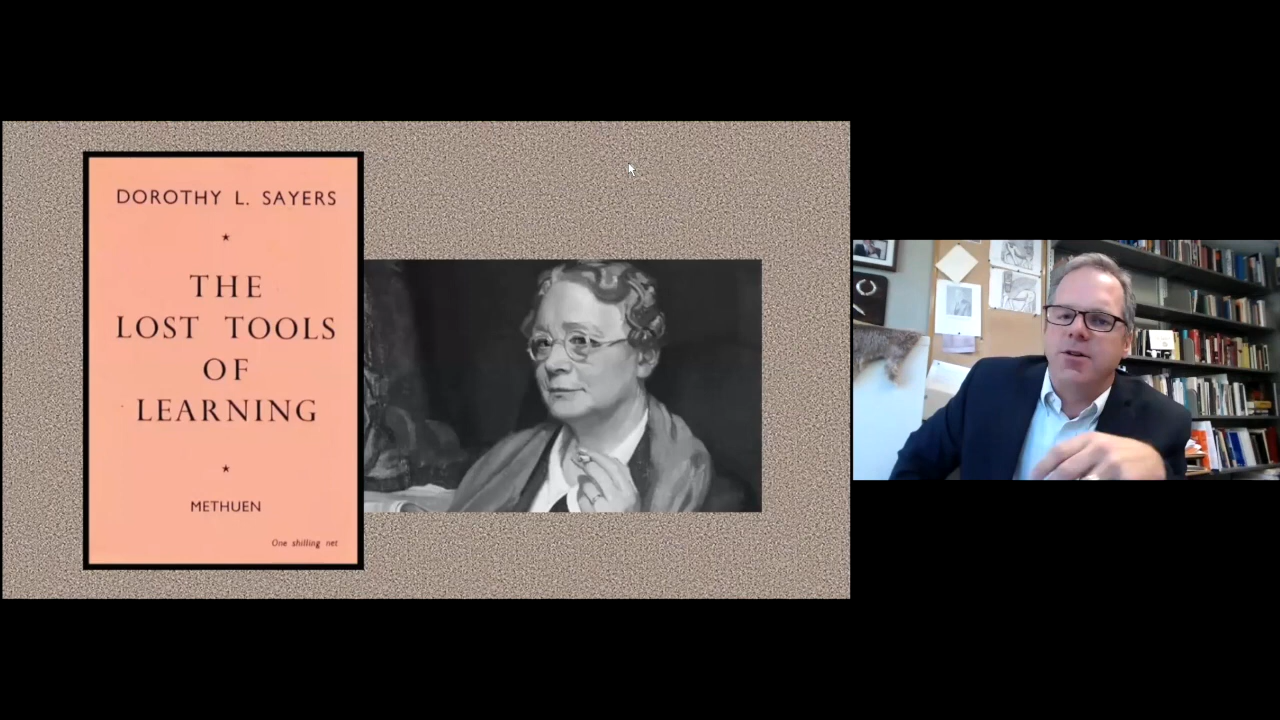 DOROTHY L. SAYERS
THE
LOST TOOLS
OF
LEARNING
METHUEN
One shilling net